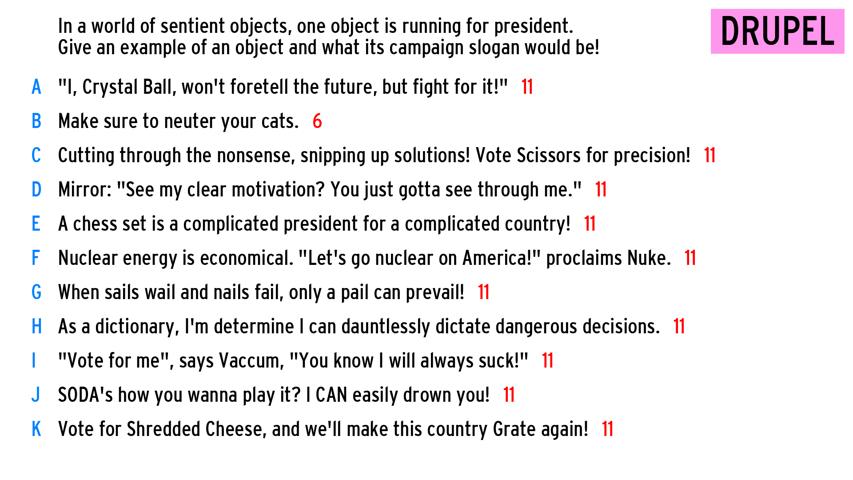 In a world of sentient objects, one object is running for president.
Give an example of an object and what its campaign slogan would be!
DRUPEL
A "I, Crystal Ball, won't foretell the future, but fight for it!" 11
B Make sure to neuter your cats. 6
C Cutting through the nonsense, snipping up solutions! Vote Scissors for precision! 11
D Mirror: "See my clear motivation? You just gotta see through me." 11
E A chess set is a complicated president for a complicated country! 11
F Nuclear energy is economical. "Let's go nuclear on America!" proclaims Nuke. 11
G When sails wail and nails fail, only a pail can prevail! 11
H As a dictionary, I'm determine I can dauntlessly dictate dangerous decisions. 11
I "Vote for me", says Vaccum, "You know I will always suck!" 11
J SODA's how you wanna play it? I CAN easily drown you! 11
K Vote for Shredded Cheese, and we'll make this country Grate again! 11